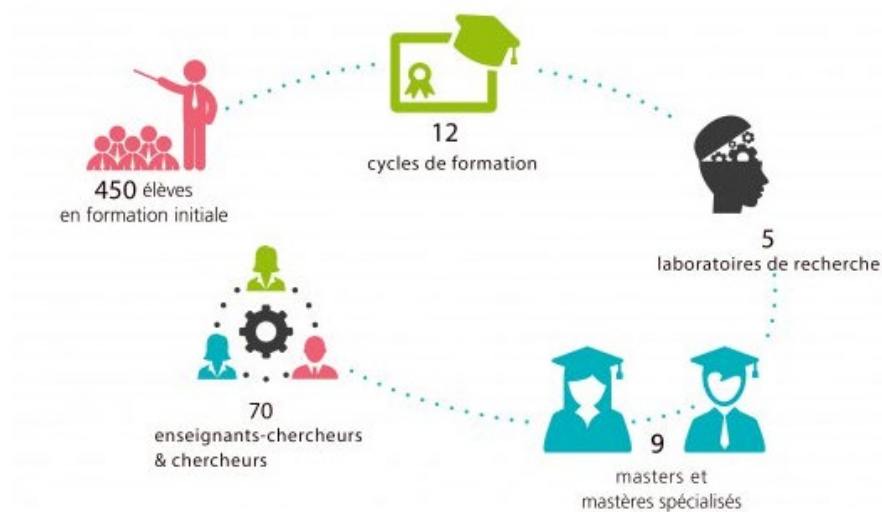 450 élèves
en formation initiale
12
cycles de formation
5
laboratoires de recherche
9
masters et
mastères spécialisés
70
enseignants-chercheurs
& chercheurs